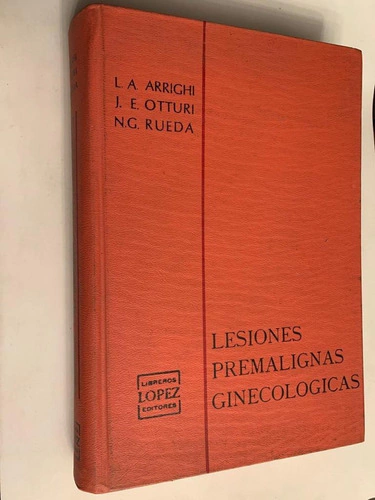 L. A ARRIGHI
J. E. OTTURI
N.G. RUEDA
LESIONES
PREMALIGNAS
GINECOLOGICAS
LIBREROS
LOPEZ
EDITORES